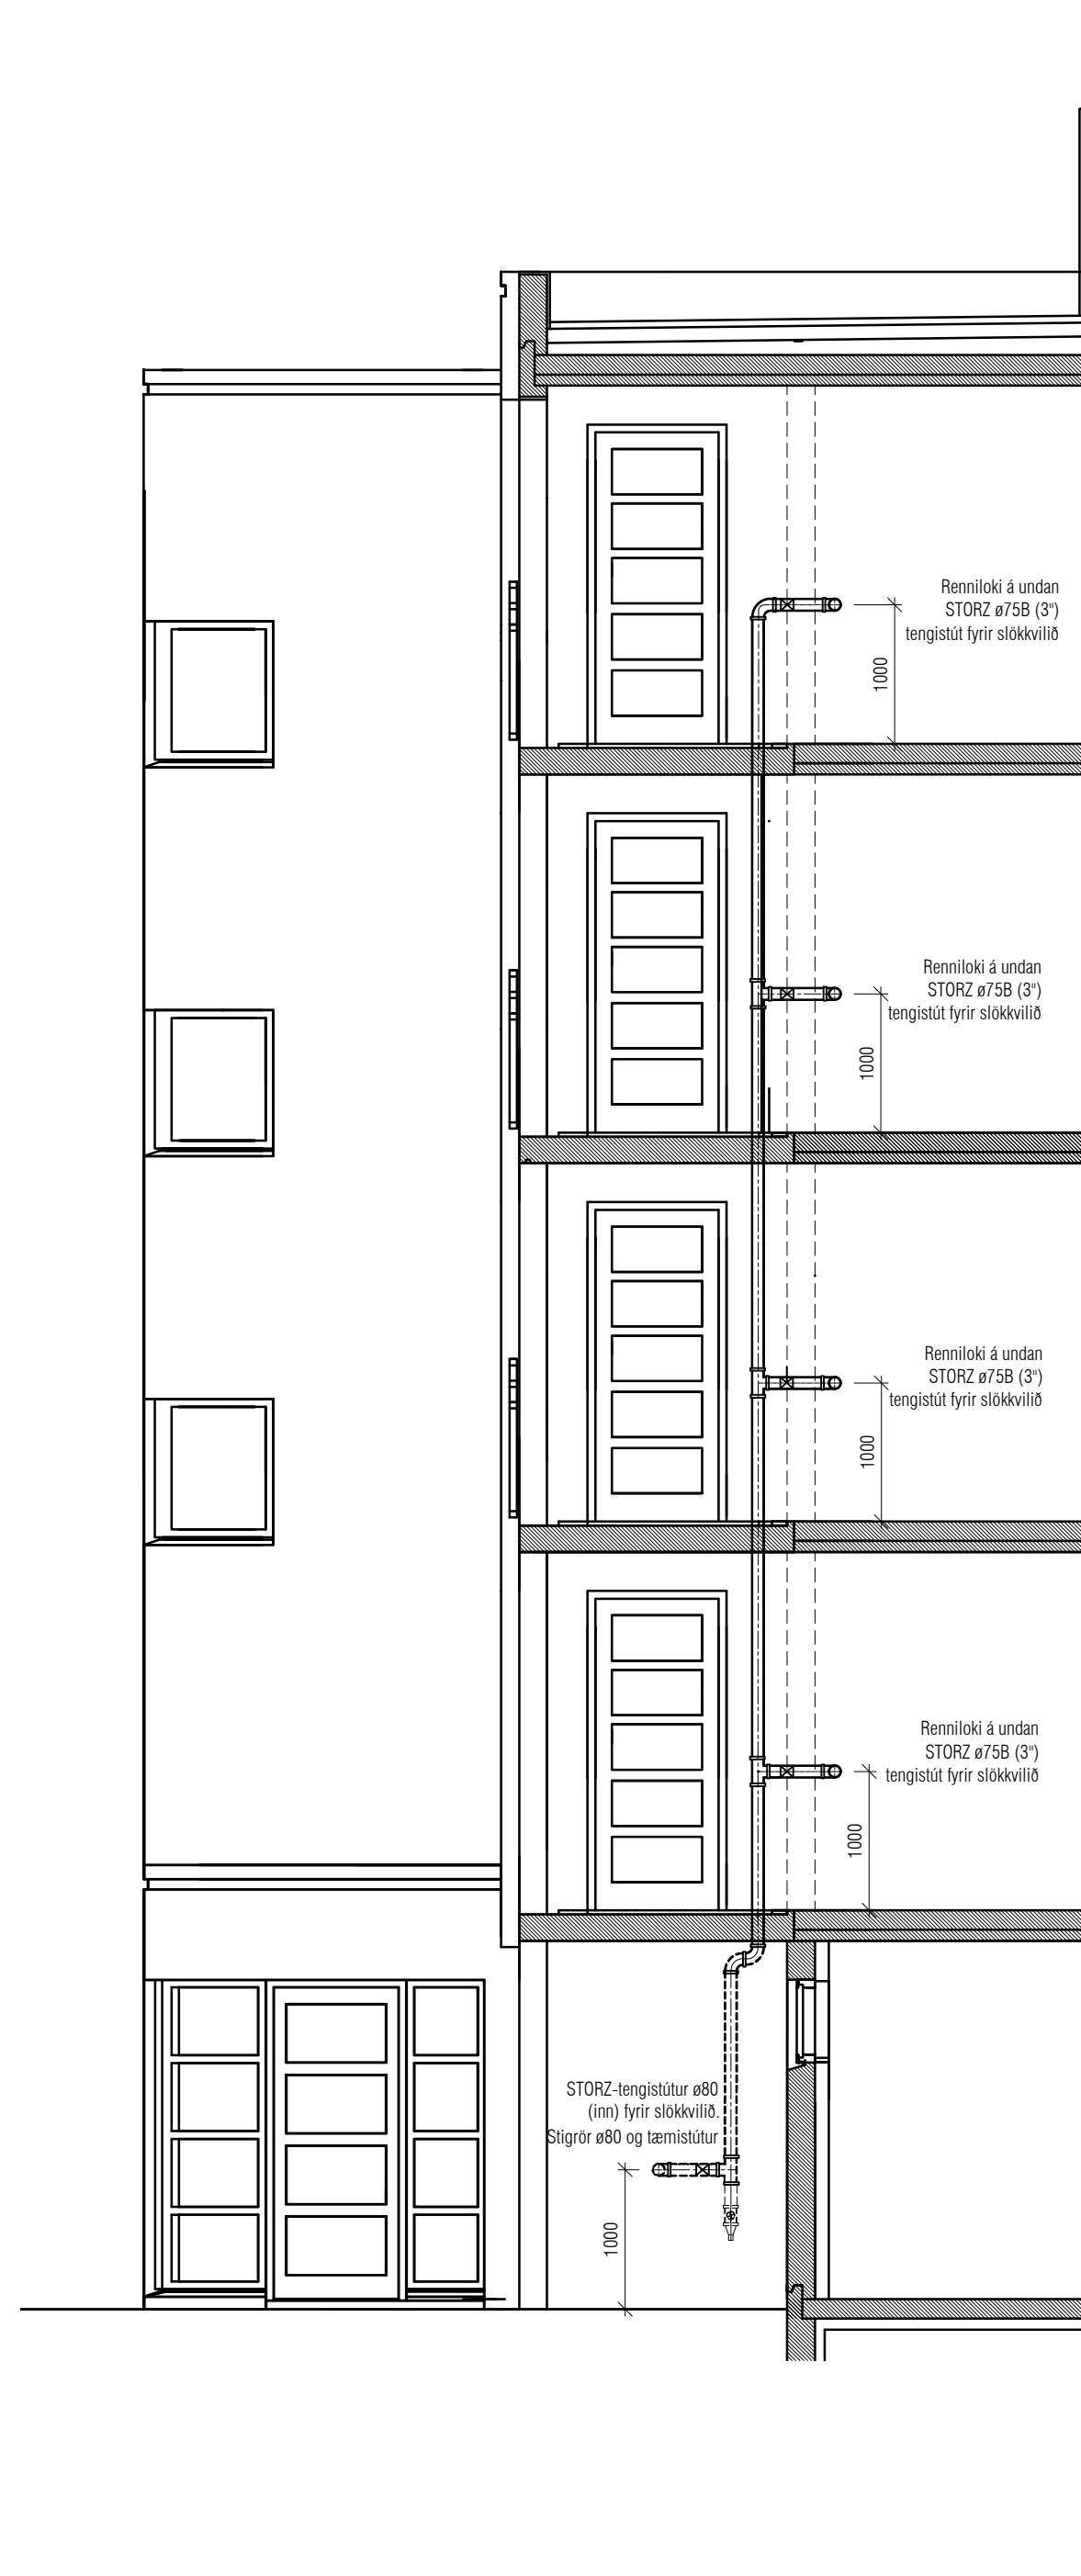 Renniloki á undan
STORZ ø75B (3")
tengistút fyrir slökkvilið
1000
Renniloki á undan
STORZ ø75B (3")
tengistút fyrir slökkvilið
1000
Renniloki á undan
STORZ ø75B (3")
tengistút fyrir slökkvilið
1000
Renniloki á undan
STORZ ø75B (3")
tengistút fyrir slökkvilið
1000
STORZ-tengistútur ø80
(inn) fyrir slökkvilið.
Stigrör ø80 og tæmistútur
1000